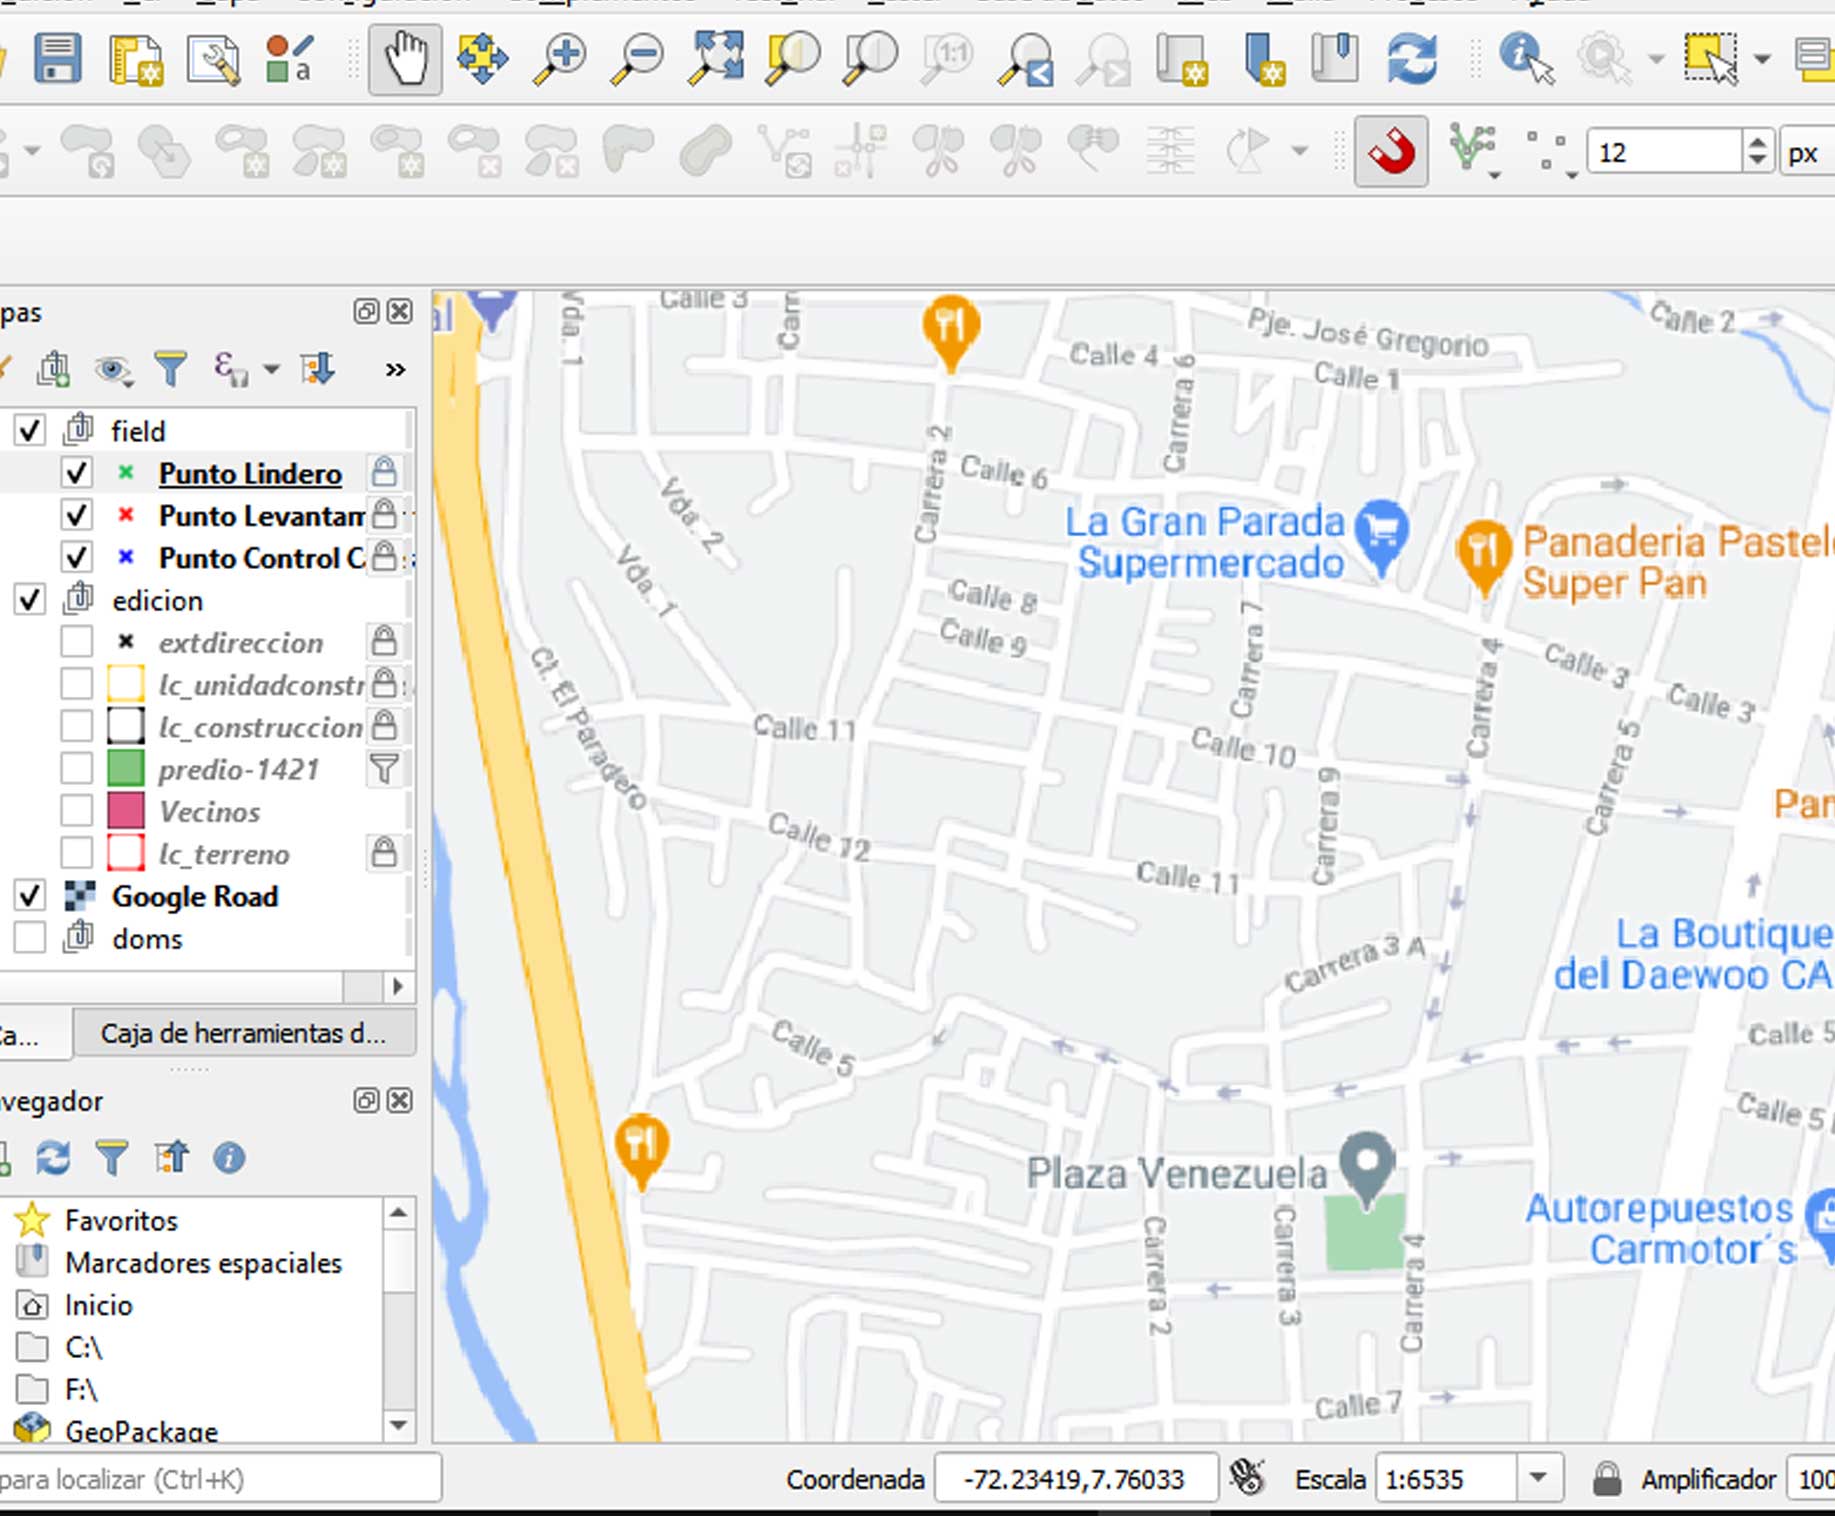 a
1:1
12
px
pas
»
field
Punto Lindero
Punto Levantam
Punto Control C
edicion
extdireccion
lc_unidadconstr
lc_construccion
predio-1421
Vecinos
lc_terreno
Google Road
doms
Ca...
Caja de herramientas d...
vegador
Favoritos
Marcadores espaciales
Inicio
C:\
F:\
GeoPackage
para localizar (Ctrl+K)
Coordenada
-72.23419,7.76033
Escala
1:6535
Amplificador
100
al
Vda. 1
Calle 3
Carr
Calle 4
Carrera 6
Pje. José Gregorio
Calle 1
Calle 2
Carrera 2
Calle 6
Vda. 2
Vda. 1
La Gran Parada
Supermercado
Panaderia Pastele
Super Pan
Calle 8
Calle 9
Carrera 7
Carrera 4
Calle 3
Calle 3
Cl. El Paradero
Calle 11
Calle 10
Carrera 9
Carrera 5
Pan
Calle 12
Calle 11
Carrera 3 A
La Boutique
del Daewoo CA
Calle 5
Calle 5
Calle 5
Plaza Venezuela
Autorepuestos
Carmotor´s
Carrera 2
Carrera 3
Carrera 4
Calle 7